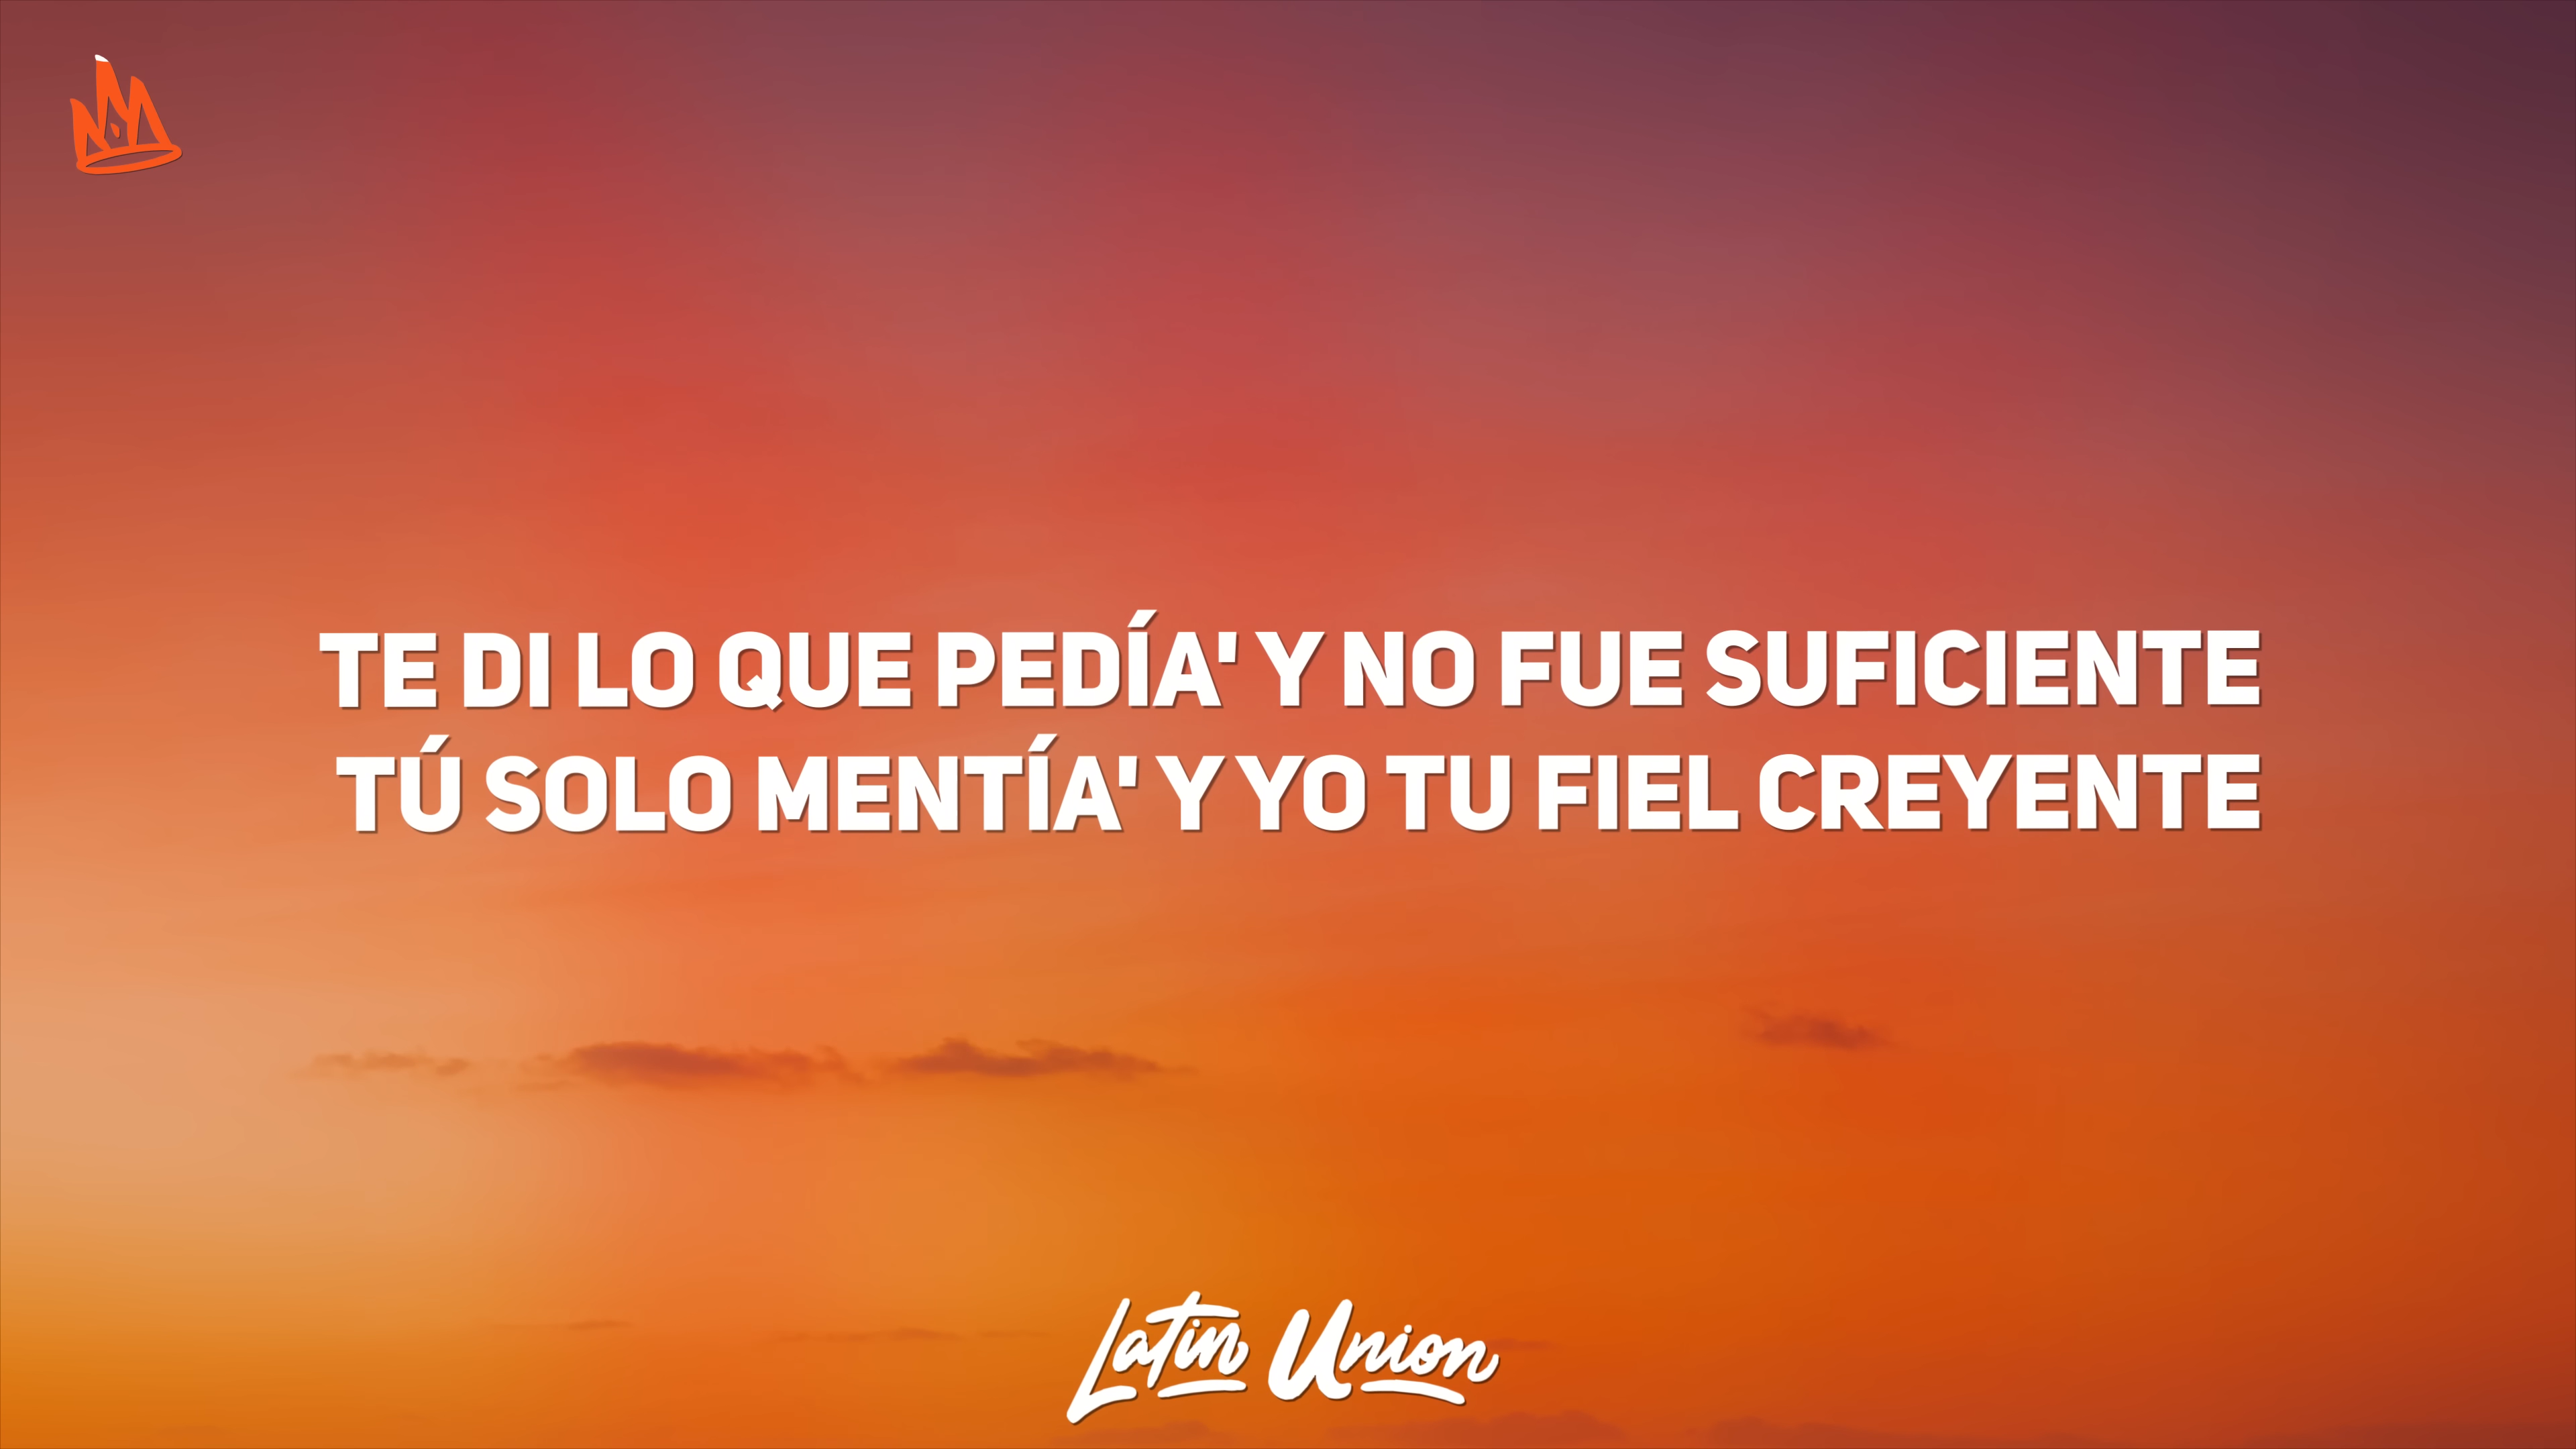 TE DI LO QUE PEDÍA' Y NO FUE SUFICIENTE
TÚ SOLO MENTÍA' Y YO TU FIEL CREYENTE
Latin Union